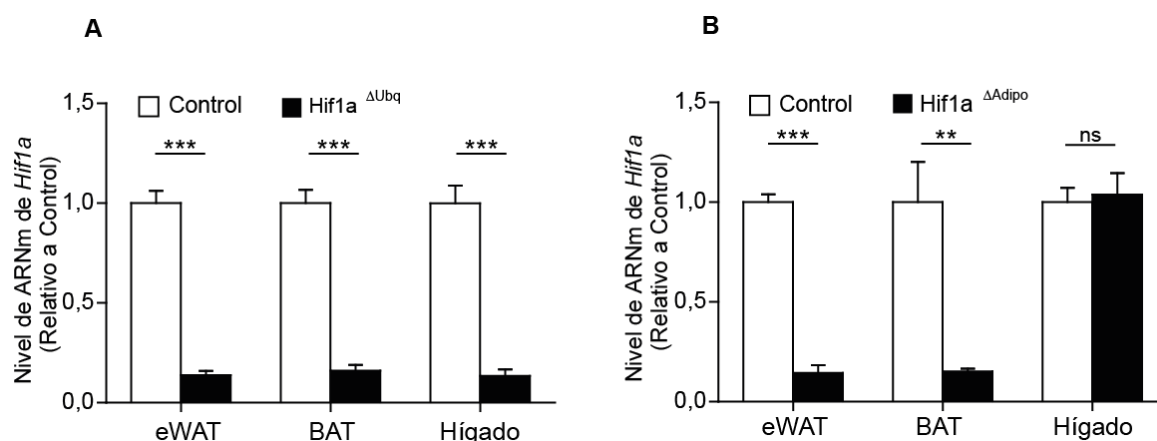 A
Nivel de ARNm de Hif1a
(Relativo a Control)
1,5
1,0
0,5
0,0
Control
Hif1a ΔUbq
***
***
***
eWAT
BAT
Hígado
B
Nivel de ARNm de Hif1a
(Relativo a Control)
1,5
1,0
0,5
0,0
Control
Hif1a ΔAdipo
***
**
ns
eWAT
BAT
Hígado